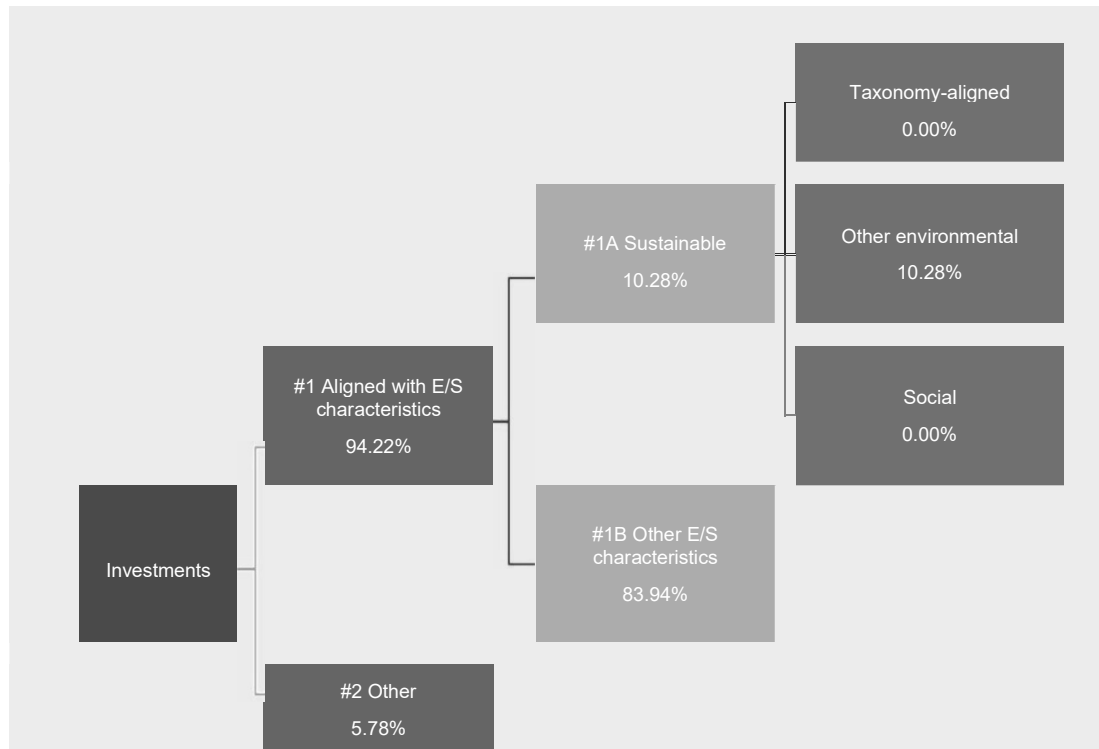 Taxonomy-aligned
0.00%
#1A Sustainable
10.28%
Other environmental
10.28%
#1 Aligned with E/S
characteristics
94.22%
Social
0.00%
Investments
#1B Other E/S
characteristics
83.94%
#2 Other
5.78%